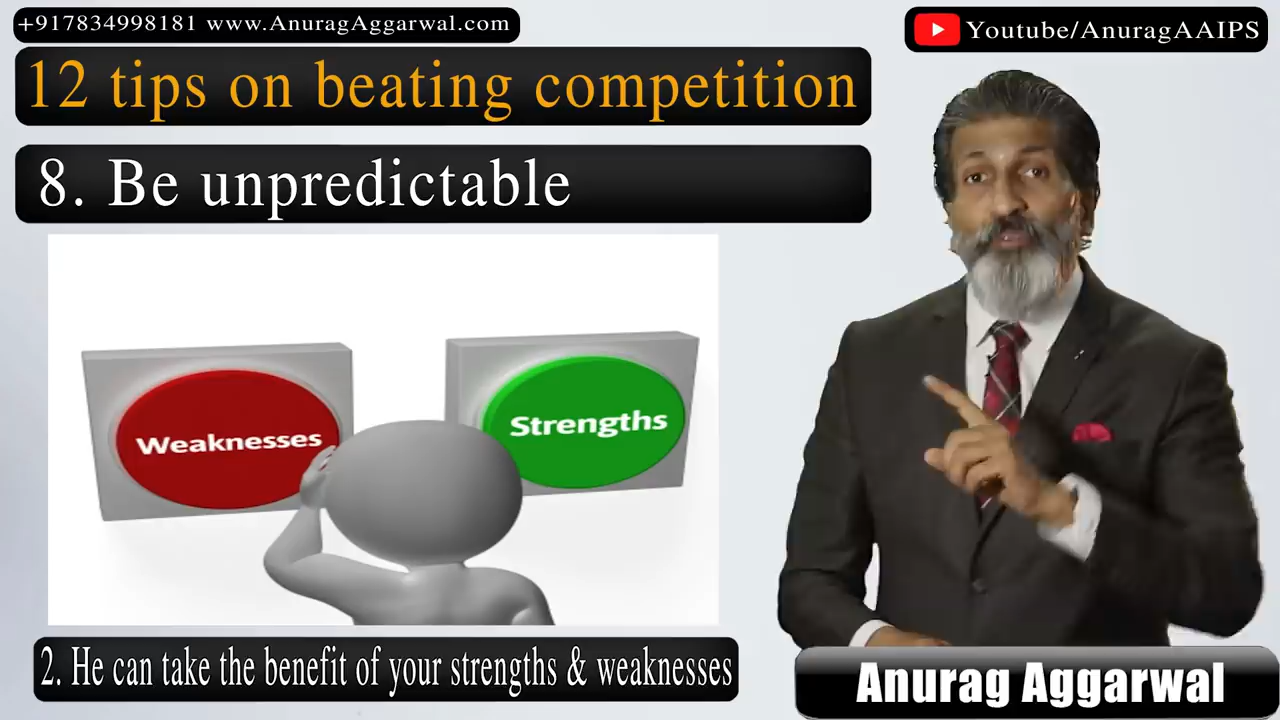 +917834998181 www.AnuragAggarwal.com
Youtube/AnuragAAIPS
12 tips on beating competition
8. Be unpredictable
Weaknesses
Strengths
2. He can take the benefit of your strengths & weaknesses
Anurag Aggarwal